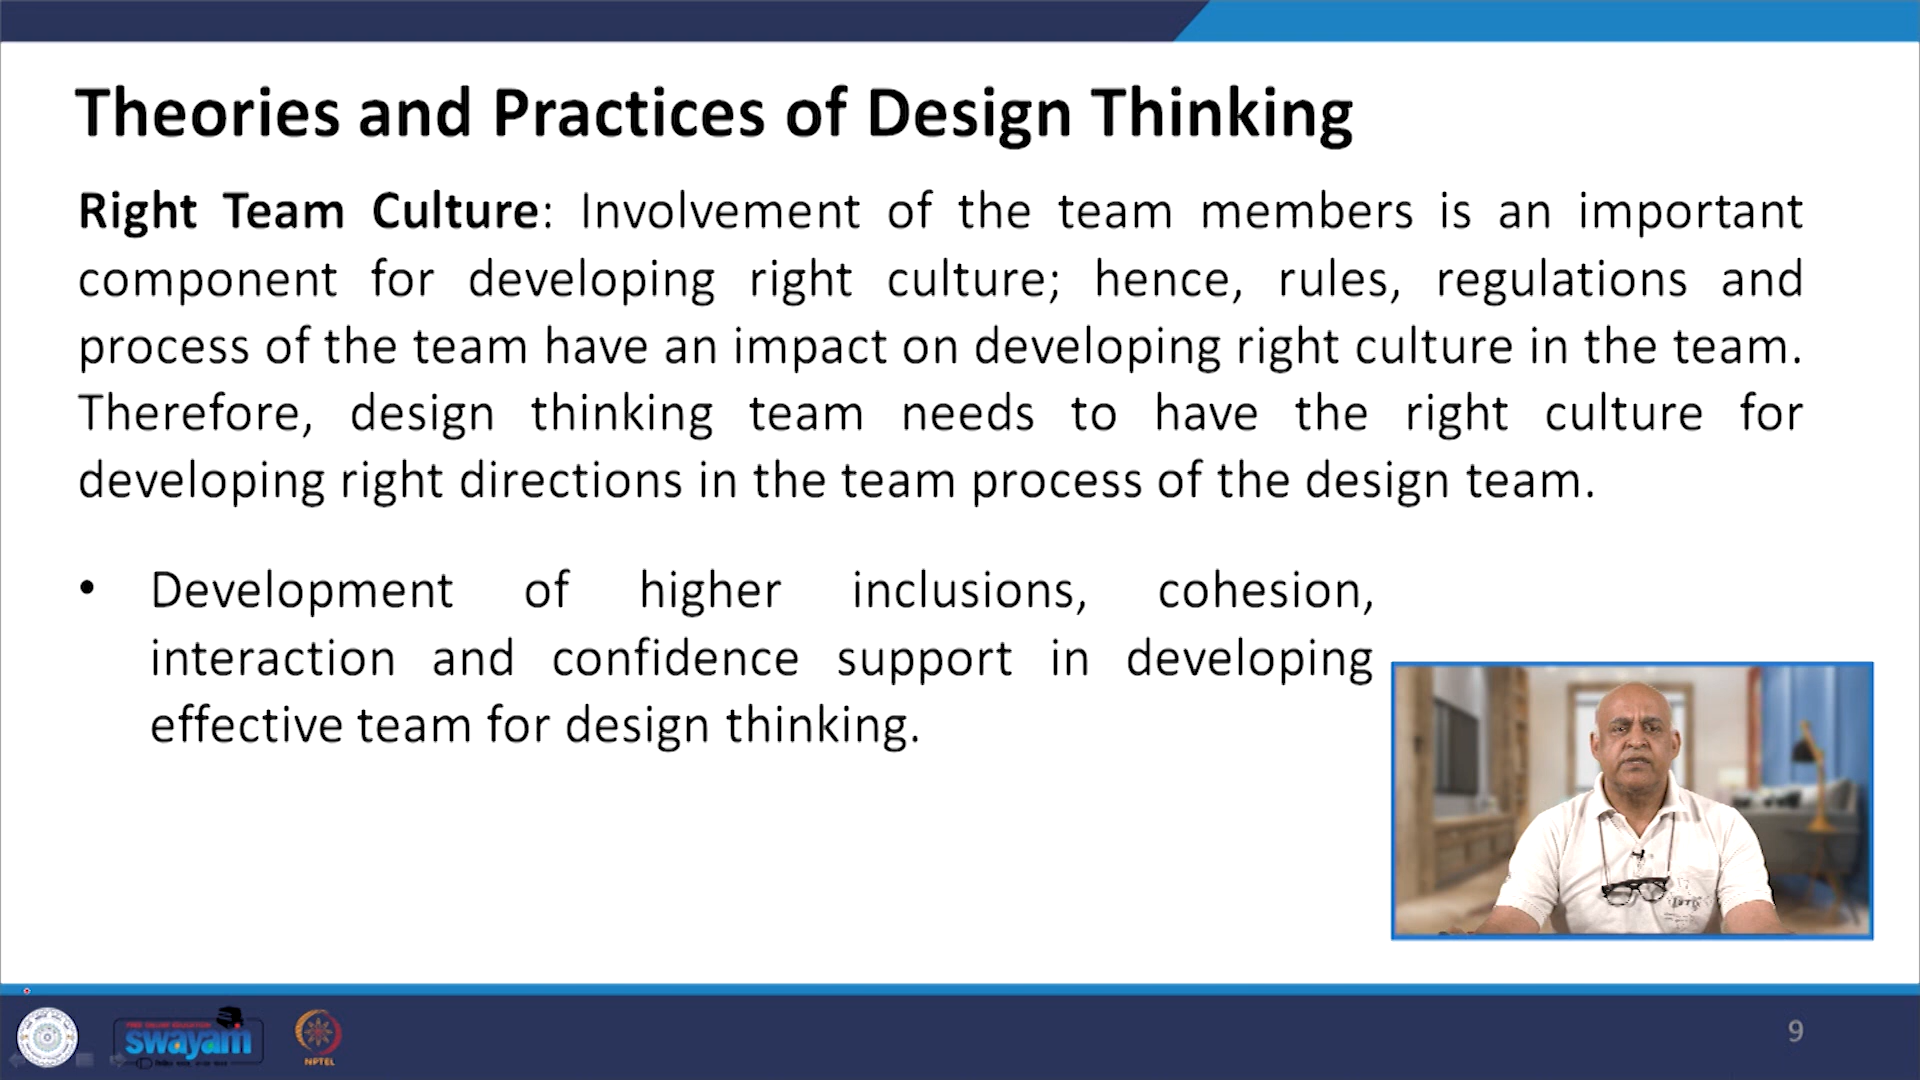 Theories and Practices of Design Thinking
Right Team Culture: Involvement of the team members is an important
component for developing right culture; hence, rules, regulations and
process of the team have an impact on developing right culture in the team.
Therefore, design thinking team needs to have the right culture for
developing right directions in the team process of the design team.
• Development of higher inclusions, cohesion,
interaction and confidence support in developing
effective team for design thinking.
swayam
NPTEL
9